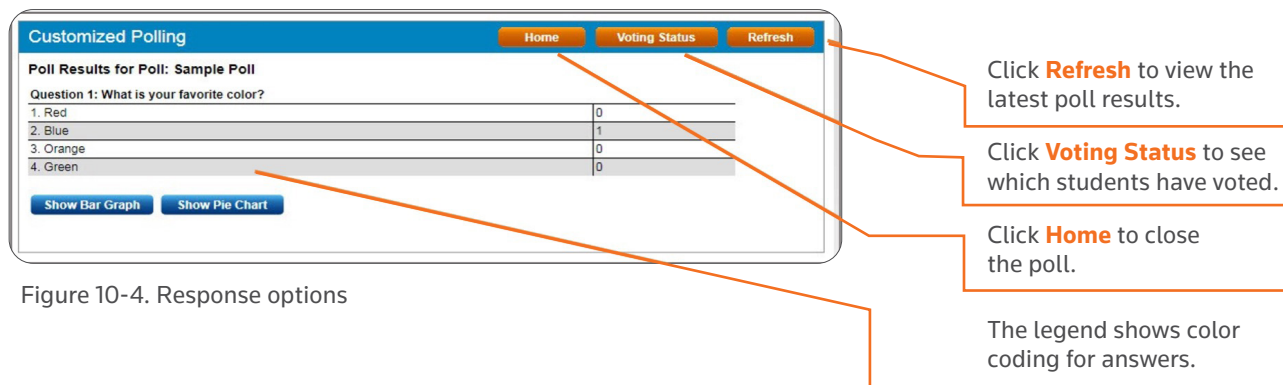 Customized Polling
Home
Voting Status
Refresh
Poll Results for Poll: Sample Poll
Question 1: What is your favorite color?
1. Red 0
2. Blue 1
3. Orange 0
4. Green 0
Show Bar Graph
Show Pie Chart
Figure 10-4. Response options
Click Refresh to view the
latest poll results.
Click Voting Status to see
which students have voted.
Click Home to close
the poll.
The legend shows color
coding for answers.